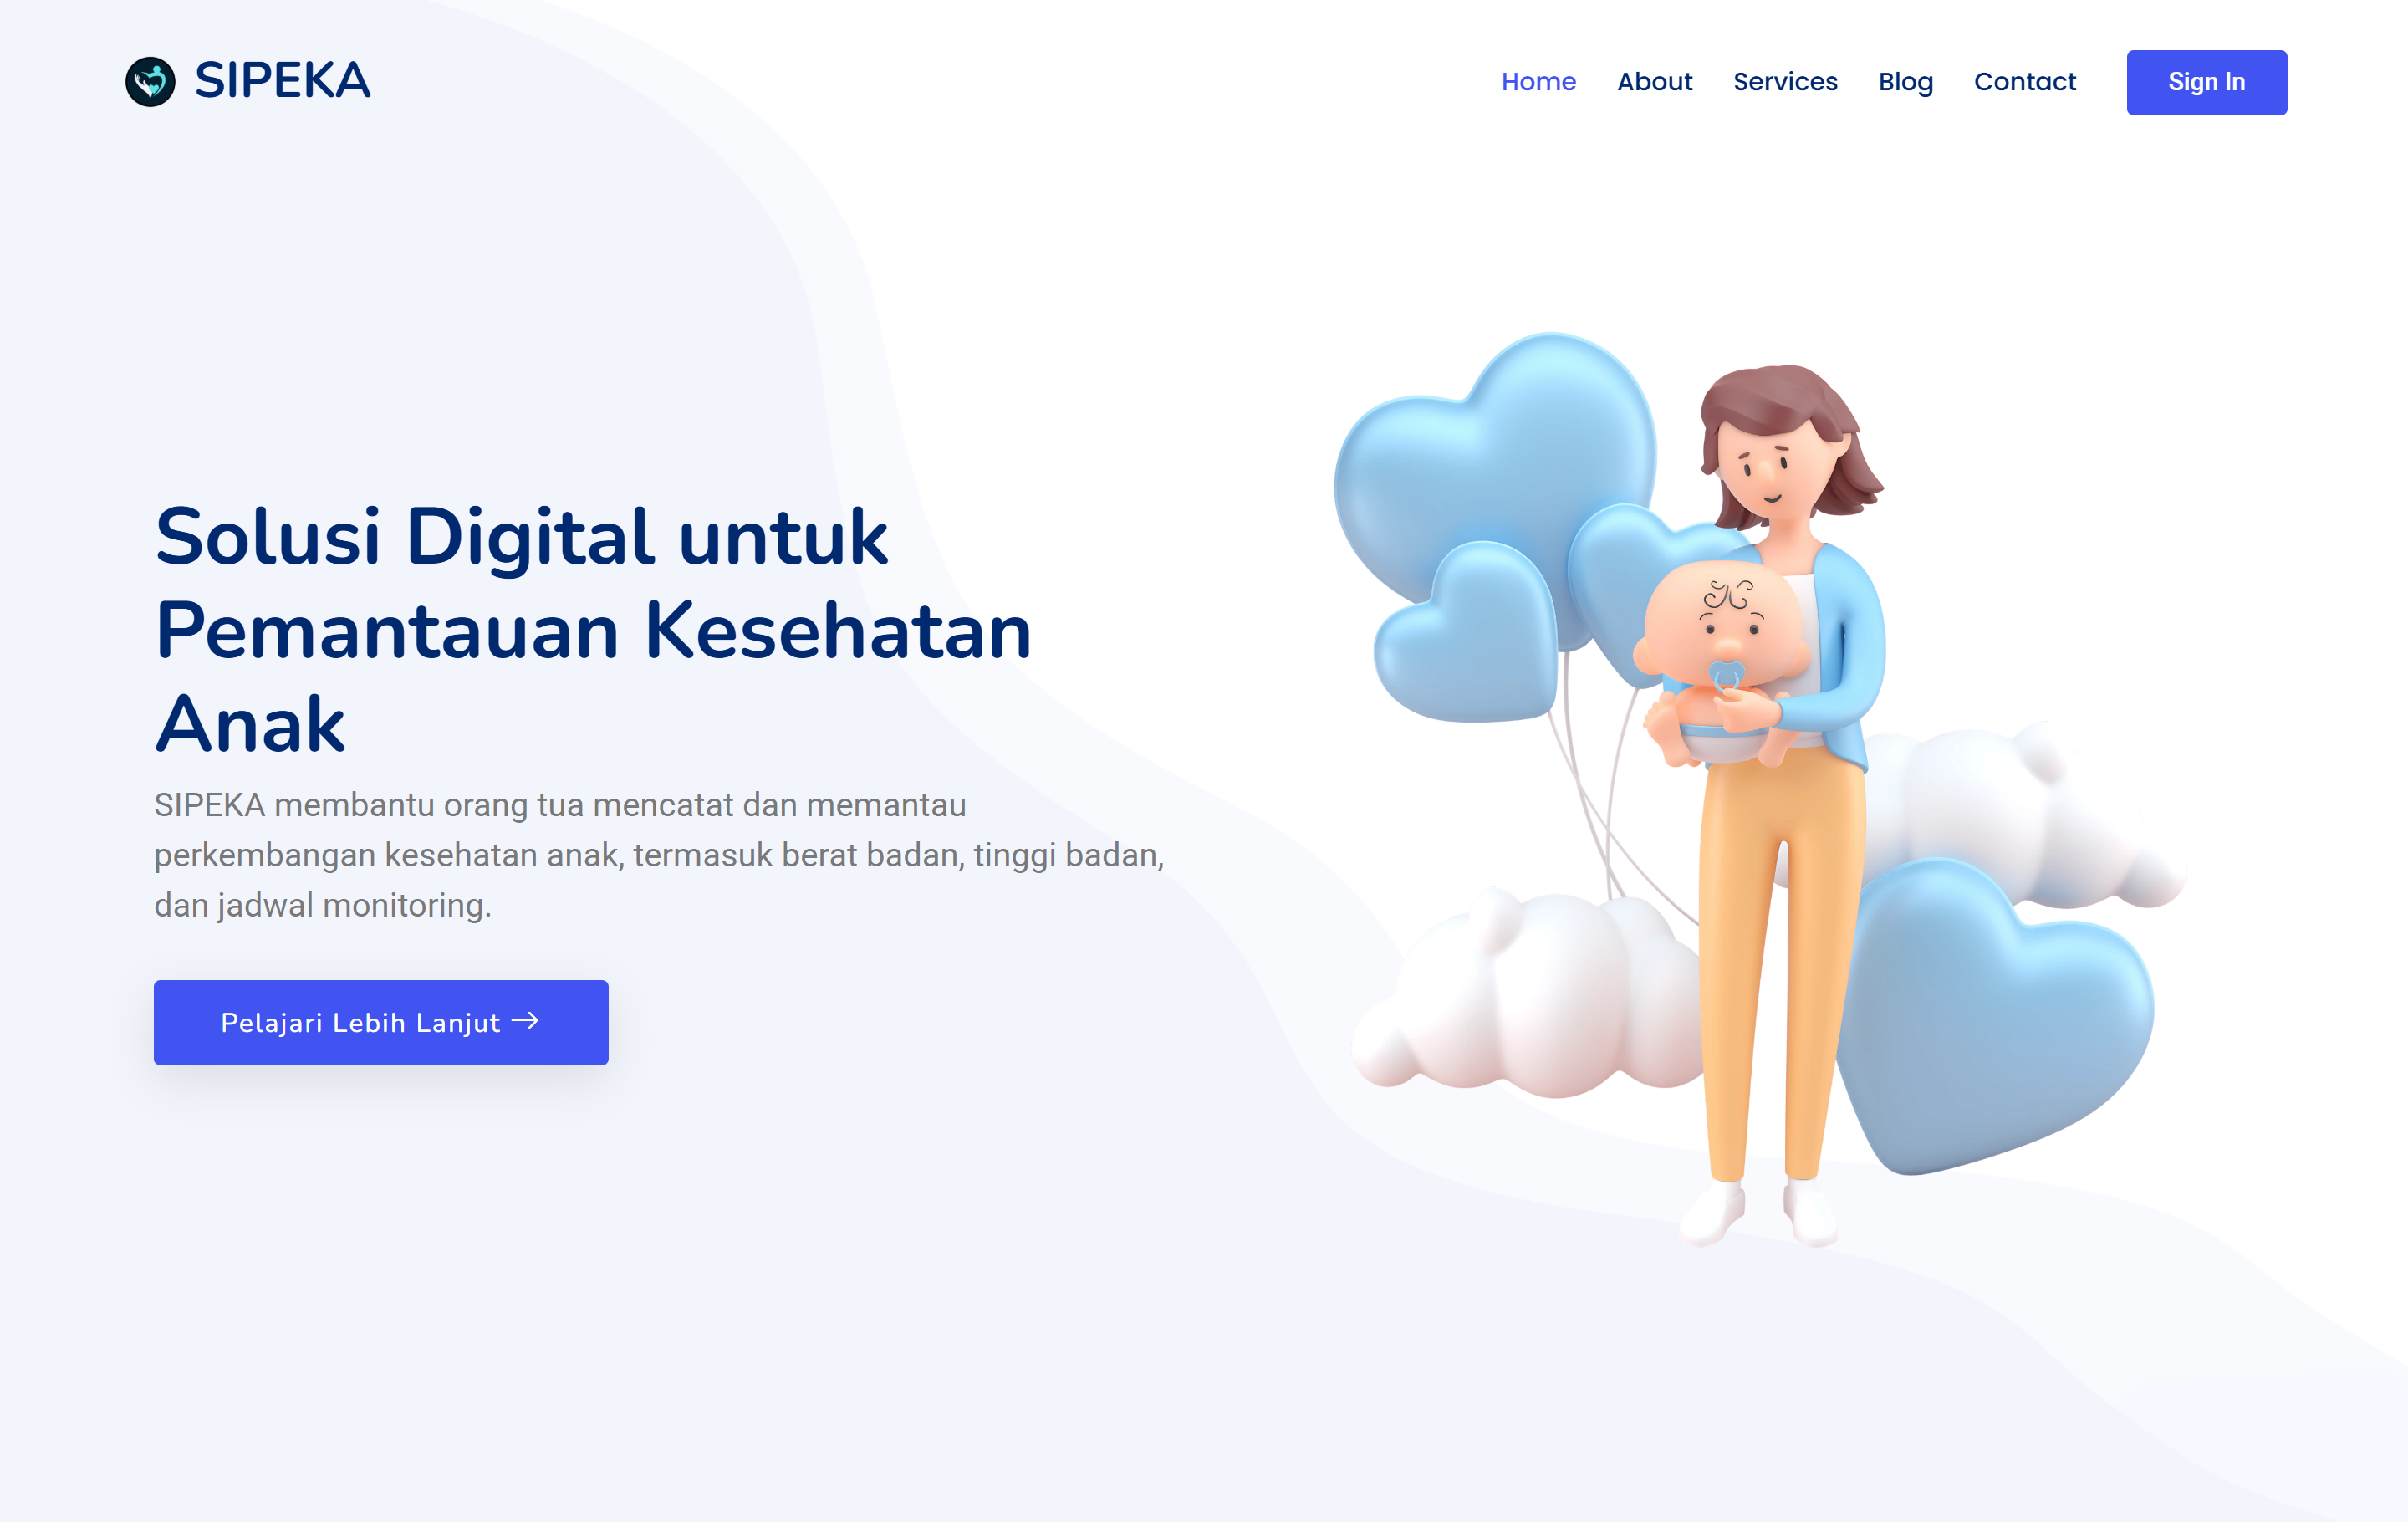 SIPEKA
Home About Services Blog Contact Sign In
Solusi Digital untuk
Pemantauan Kesehatan
Anak
SIPEKA membantu orang tua mencatat dan memantau
perkembangan kesehatan anak, termasuk berat badan, tinggi badan,
dan jadwal monitoring.
Pelajari Lebih Lanjut →